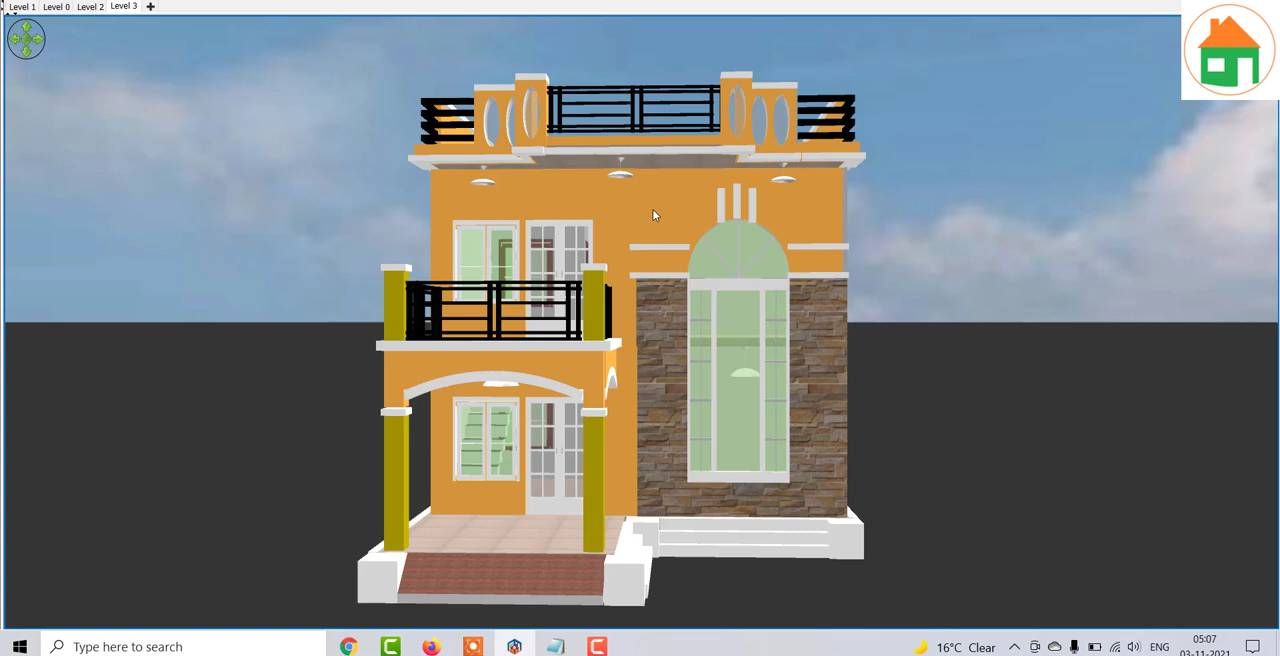 Level 1 Level 0 Level 2 Level 3
Type here to search
16°C Clear
ENG
05:07
03-11-2021